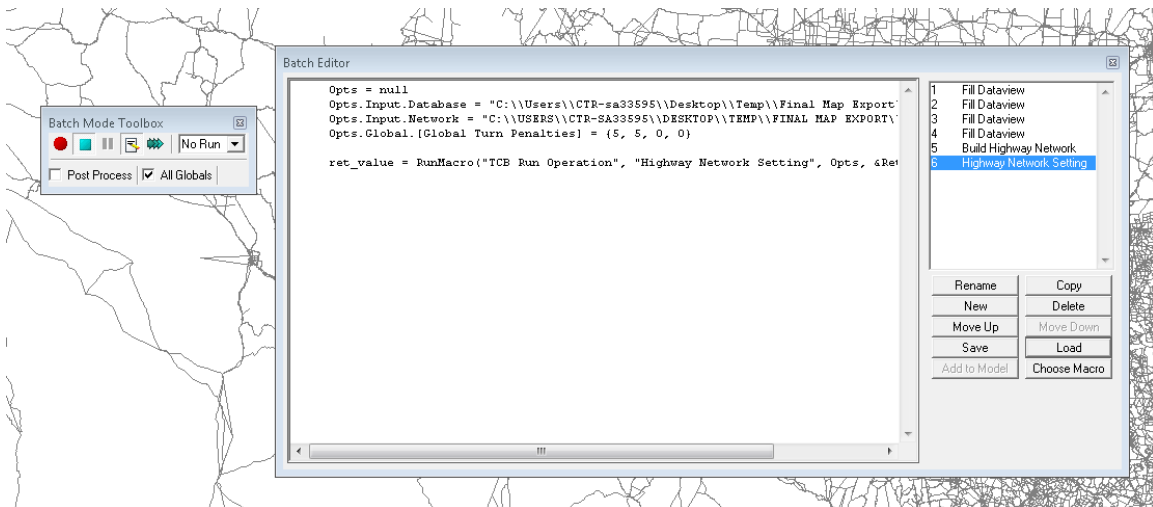 Batch Editor
Opts = null
Opts.Input.Database = "C:\\Users\\CTR-sa33595\\Desktop\\Temp\\Final Map Export
Opts.Input.Network = "C:\\USERS\\CTR-SA33595\\DESKTOP\\TEMP\\FINAL MAP EXPORT\
Opts.Global.[Global Turn Penalties] = {5, 5, 0, 0}
ret_value = RunMacro("TCB Run Operation", "Highway Network Setting", Opts, &Ret
1 Fill Dataview
2 Fill Dataview
3 Fill Dataview
4 Fill Dataview
5 Build Highway Network
6 Highway Network Setting
Rename Copy
New Delete
Move Up Move Down
Save Load
Add to Model Choose Macro
Batch Mode Toolbox
No Run
Post Process All Globals